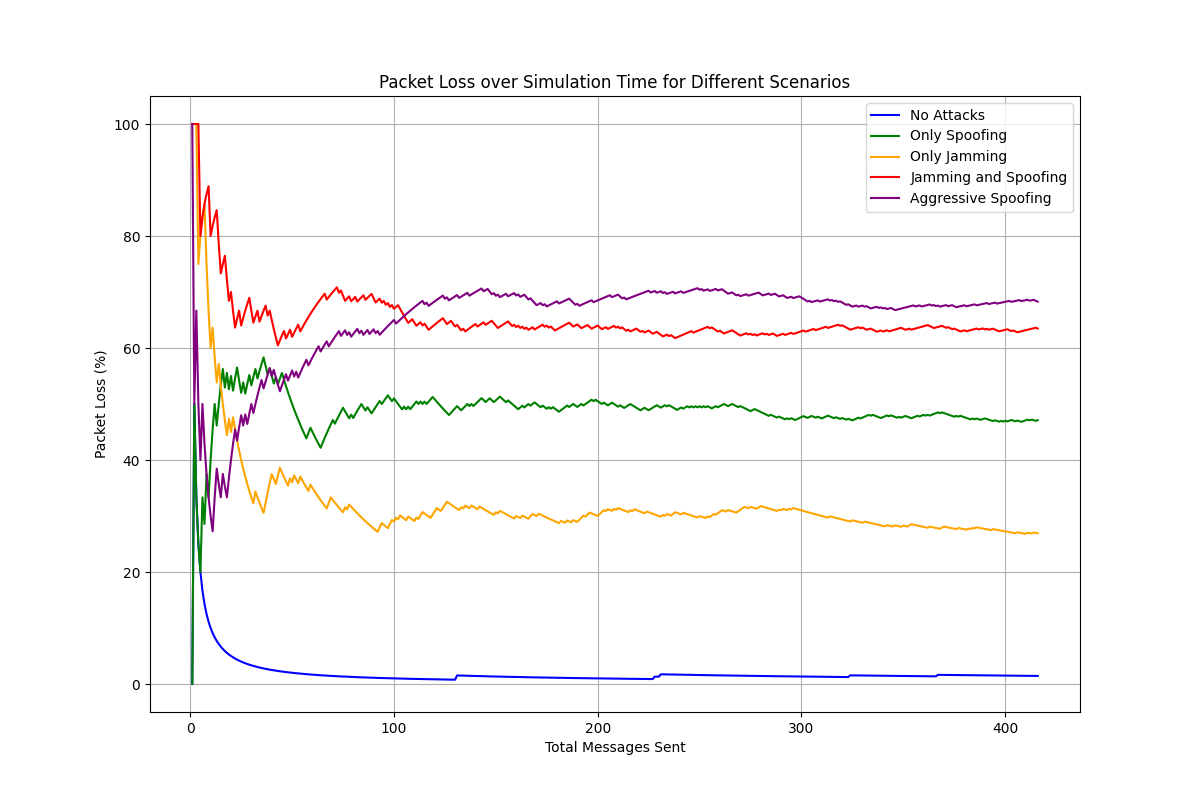 Packet Loss over Simulation Time for Different Scenarios
No Attacks
Only Spoofing
Only Jamming
Jamming and Spoofing
Aggressive Spoofing
100
80
60
40
20
0
Packet Loss (%)
0 100 200 300 400
Total Messages Sent